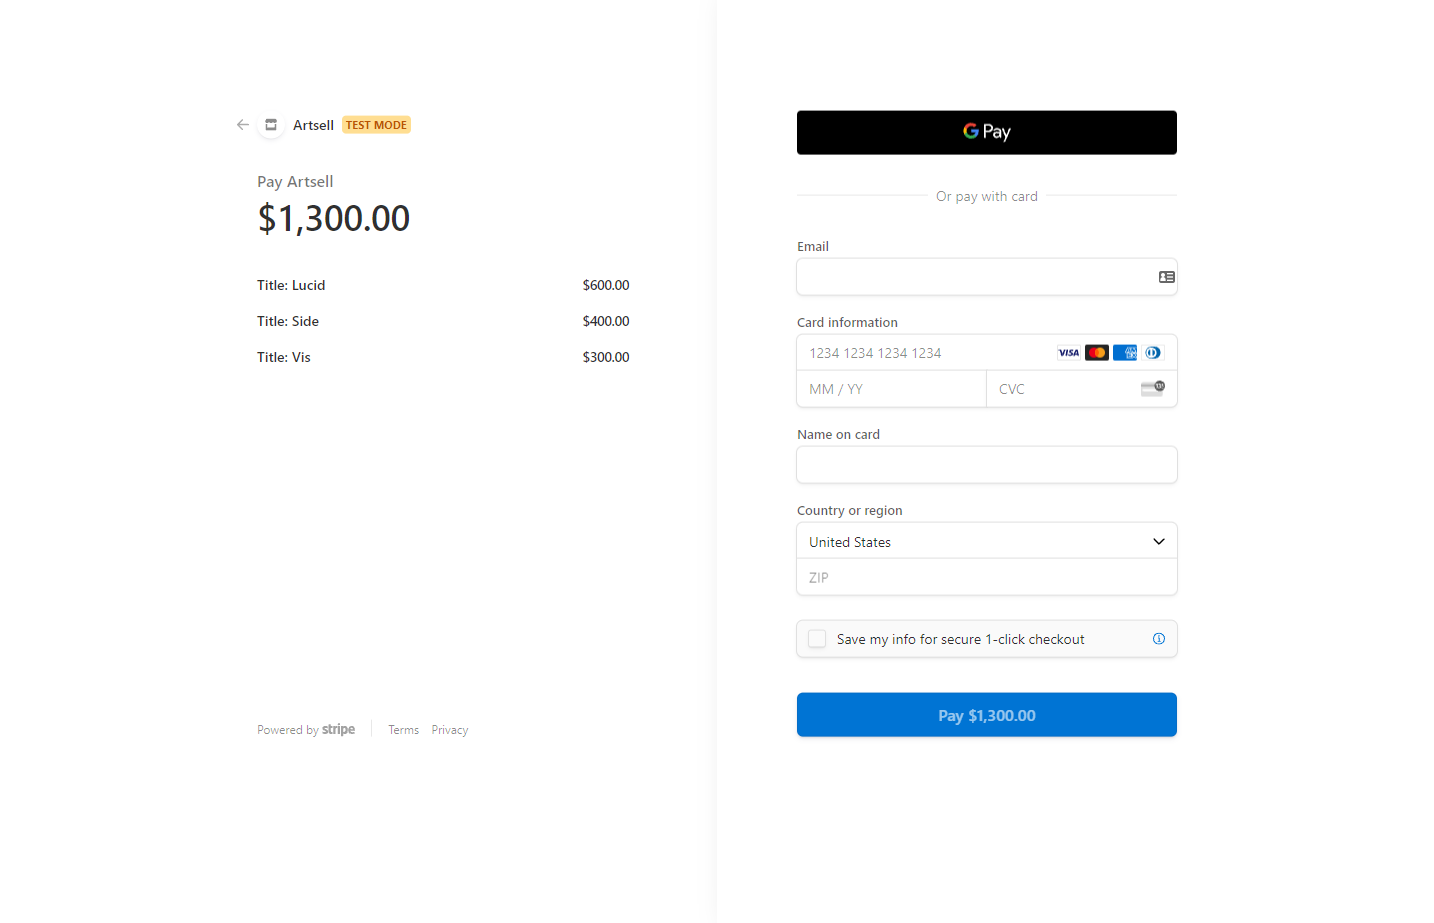 Artsell TEST MODE
Pay Artsell
$1,300.00
Title: Lucid $600.00
Title: Side $400.00
Title: Vis $300.00
Powered by stripe Terms Privacy
G Pay
Or pay with card
Email
Card information
1234 1234 1234 1234 VISA
MM / YY CVC
Name on card
Country or region
United States
ZIP
Save my info for secure 1-click checkout
Pay $1,300.00